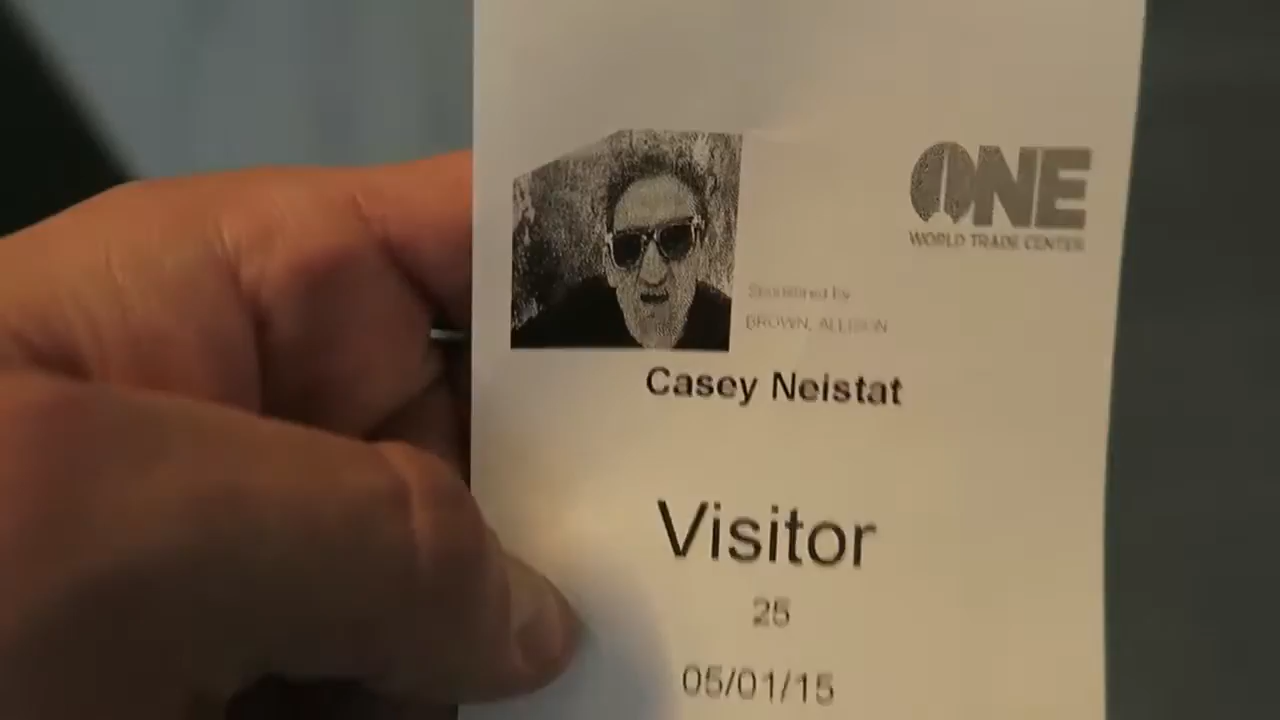 ONE
WORLD TRADE CENTER
Sponsored by
BROWN, ALLISON
Casey Neistat
Visitor
25
05/01/15